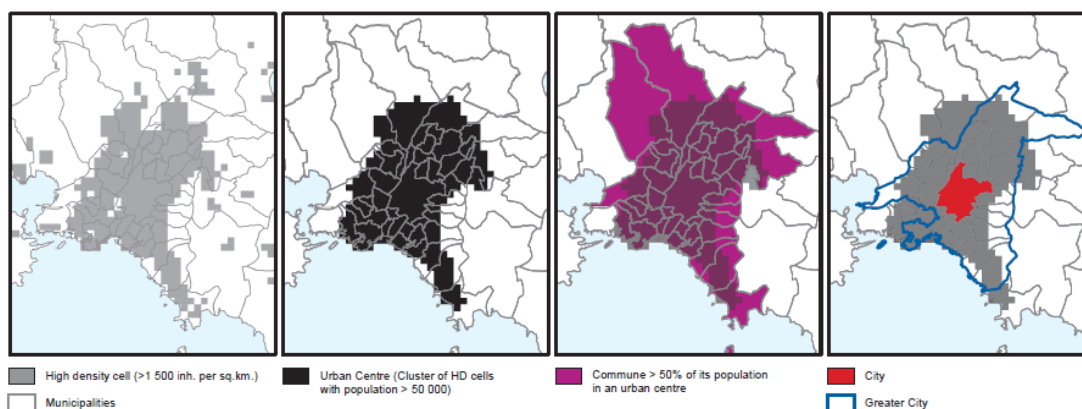 High density cell (>1 500 inh. per sq.km.)
Municipalities
Urban Centre (Cluster of HD cells
with population > 50 000)
Commune > 50% of its population
in an urban centre
City
Greater City